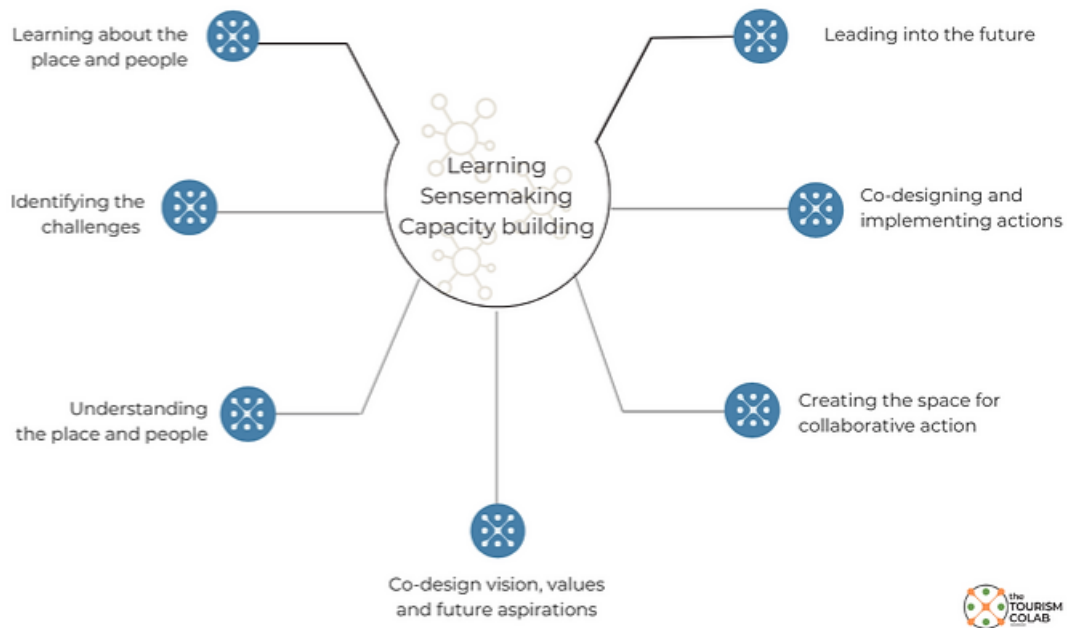 Learning about the
place and people
Identifying the
challenges
Understanding
the place and people
Co-design vision, values
and future aspirations
Creating the space for
collaborative action
Co-designing and
implementing actions
Leading into the future
Learning
Sensemaking
Capacity building
the
TOURISM
COLAB